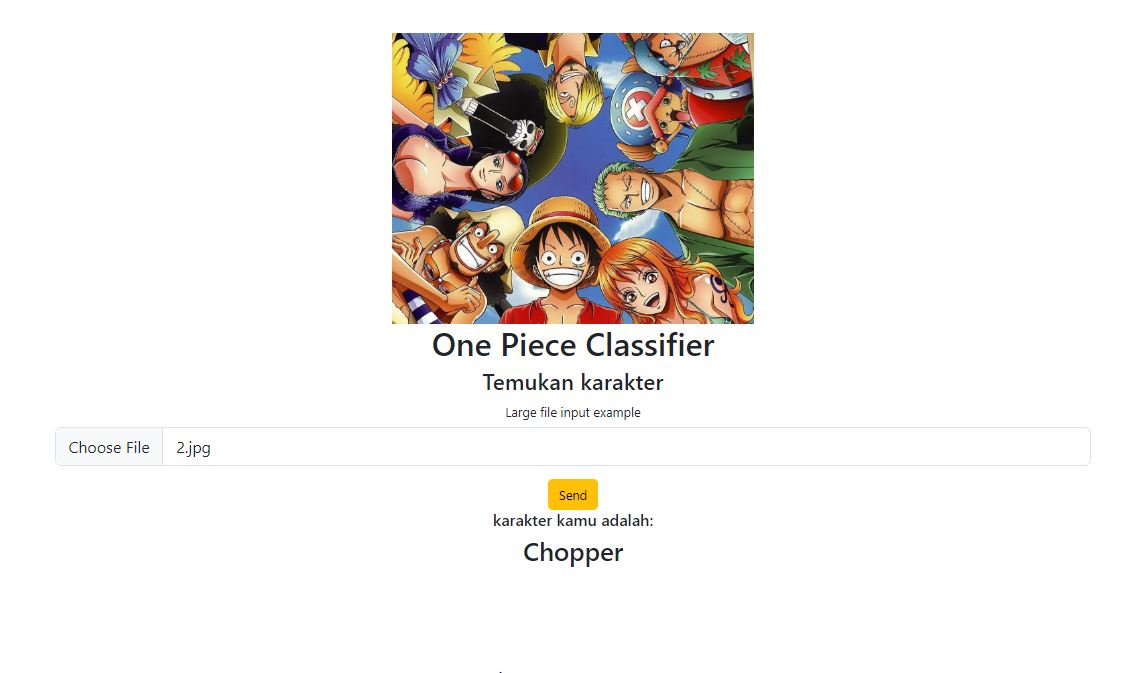 One Piece Classifier
Temukan karakter
Large file input example
Choose File 2.jpg
Send
karakter kamu adalah:
Chopper